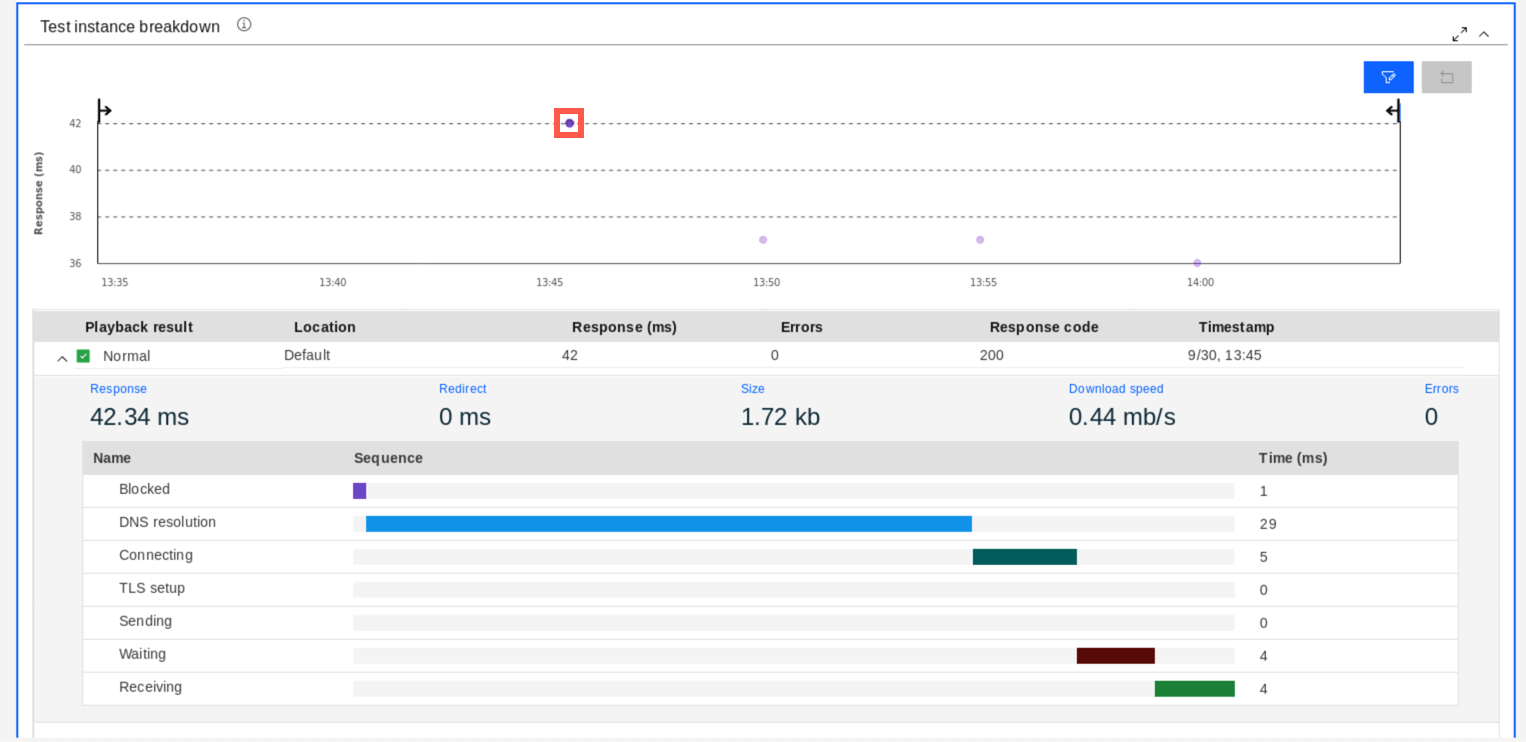 Test instance breakdown
42
40
38
36
Response (ms)
13:35 13:40 13:45 13:50 13:55 14:00
Playback result Location Response (ms) Errors Response code Timestamp
Normal Default 42 0 200 9/30, 13:45
Response Redirect Size Download speed Errors
42.34 ms 0 ms 1.72 kb 0.44 mb/s 0
Name Sequence Time (ms)
Blocked 1
DNS resolution 29
Connecting 5
TLS setup 0
Sending 0
Waiting 4
Receiving 4